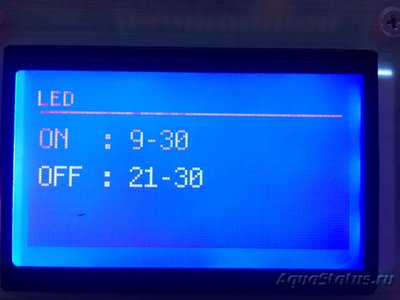 LED
ON : 9-30
OFF : 21-30
AquaStatus.ru